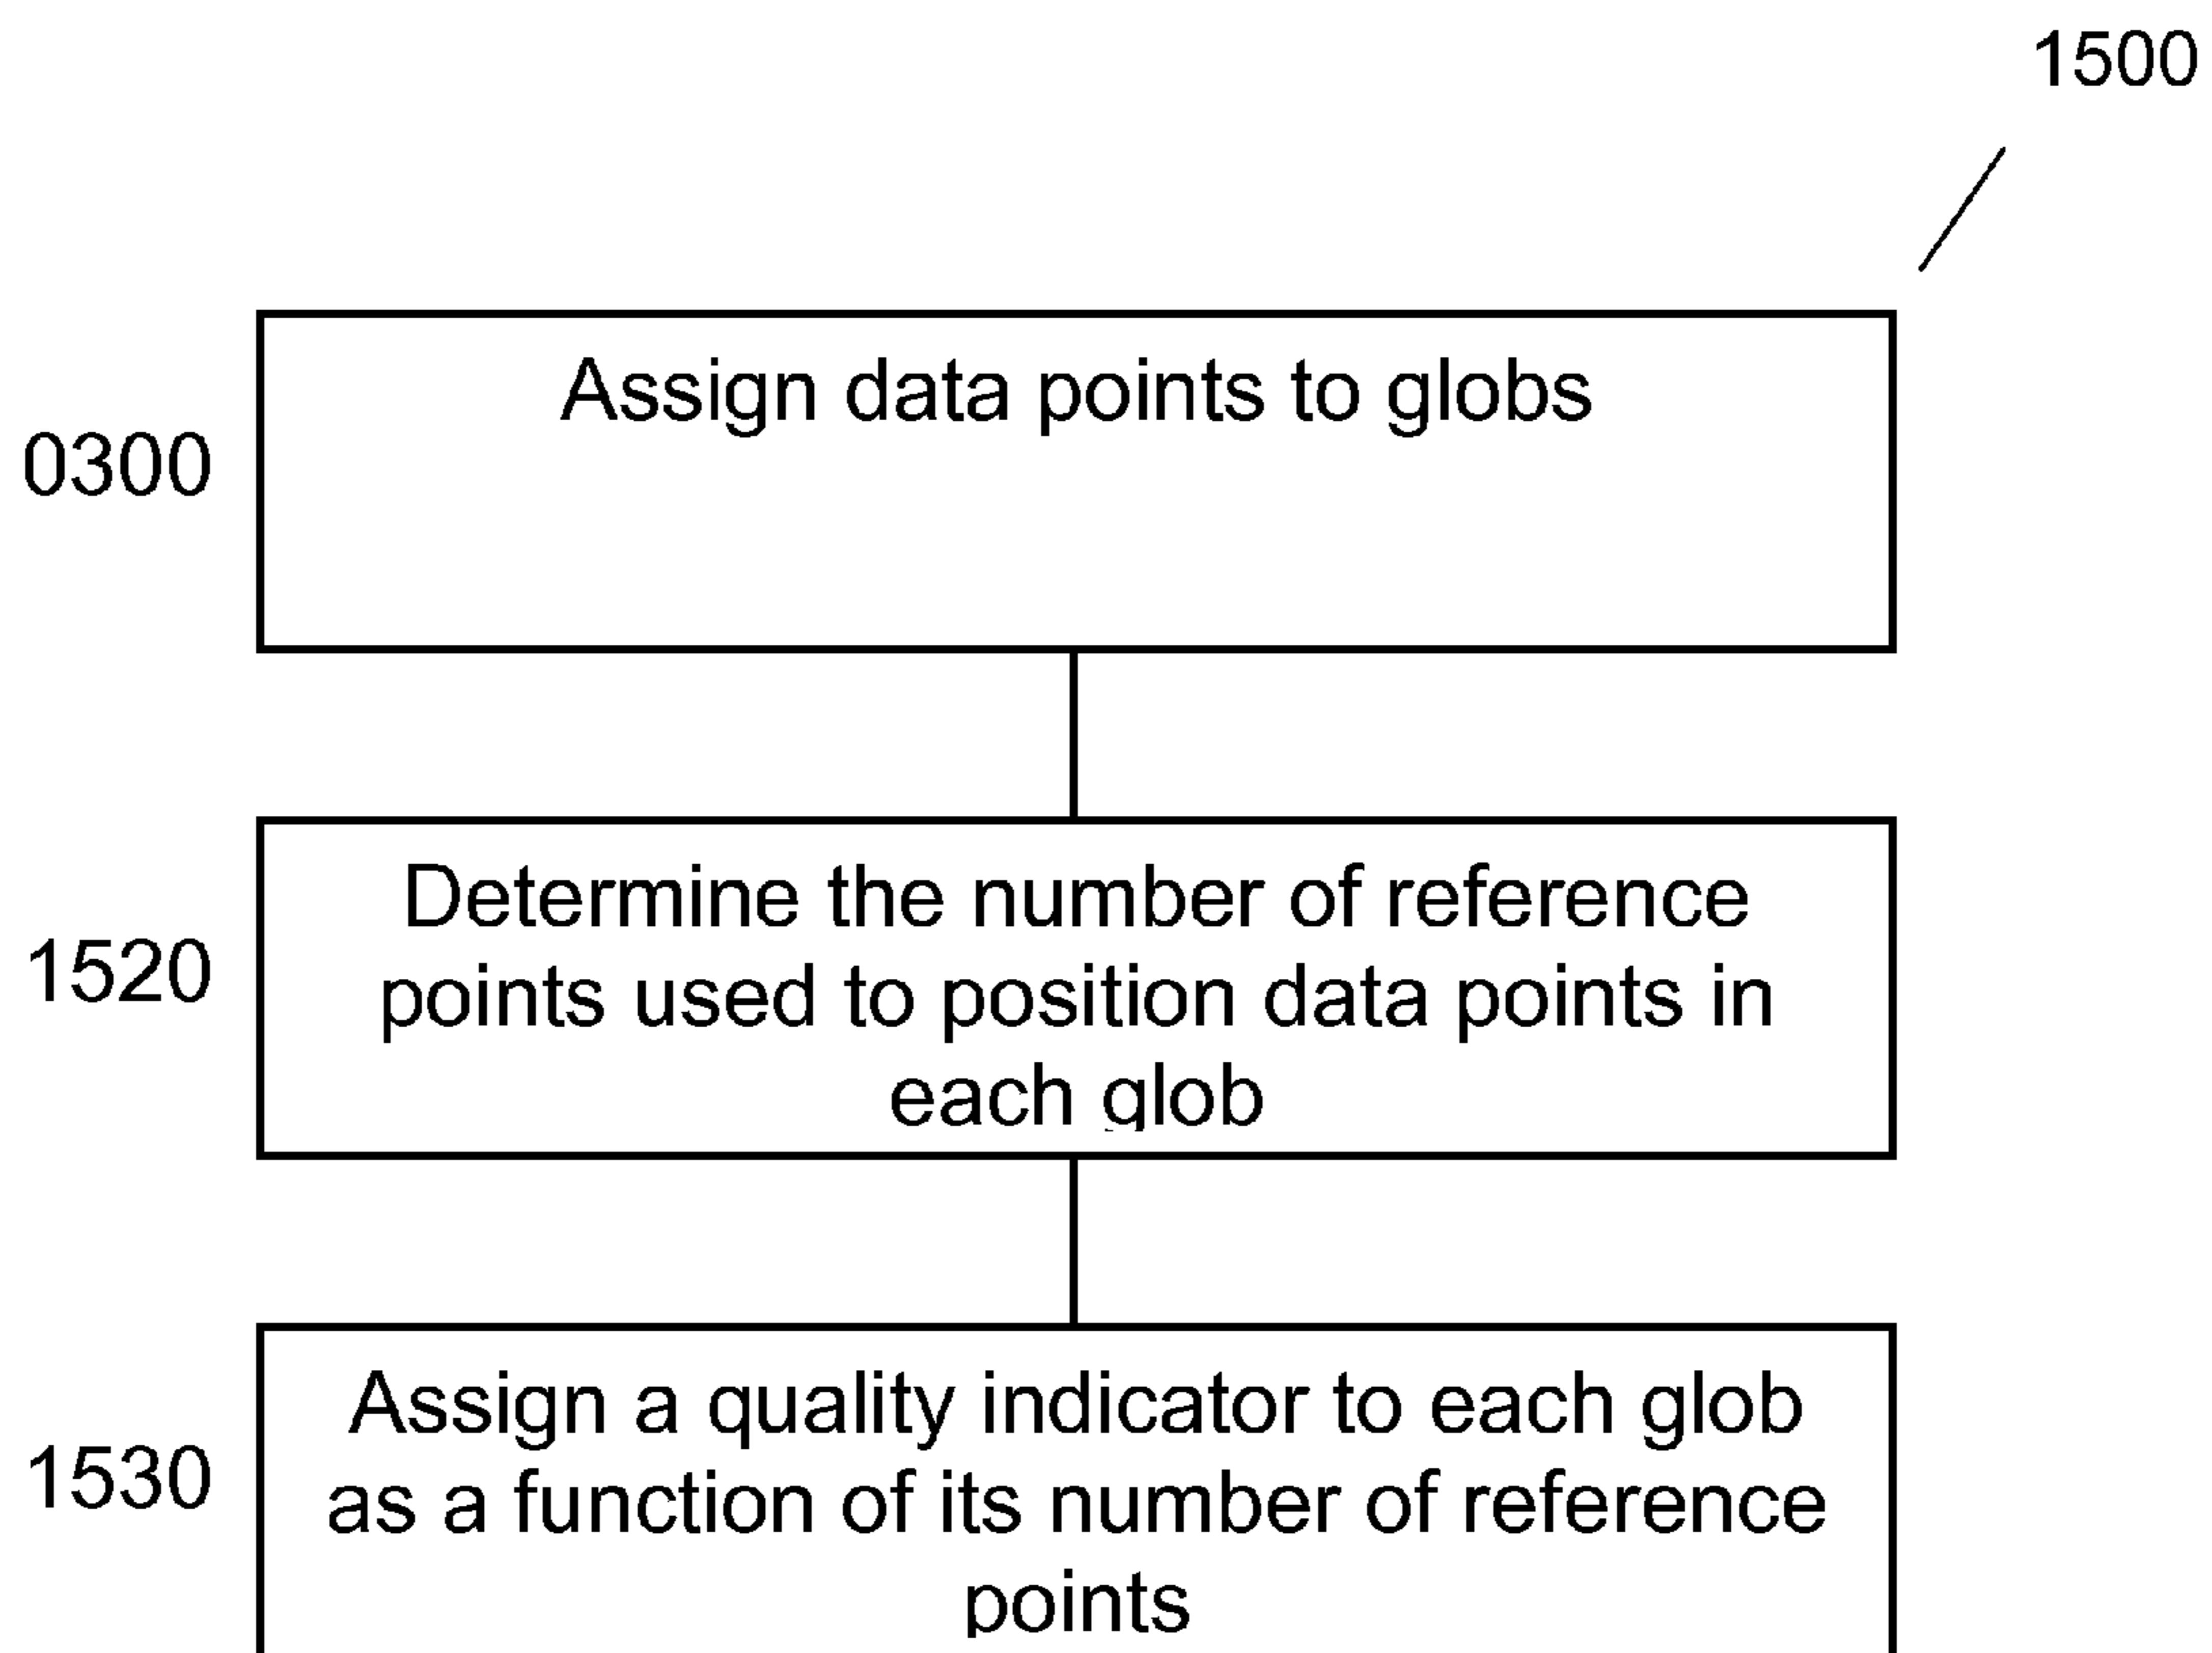 1500
Assign data points to globs
0300
Determine the number of reference
points used to position data points in
each glob
1520
Assign a quality indicator to each glob
as a function of its number of reference
points
1530